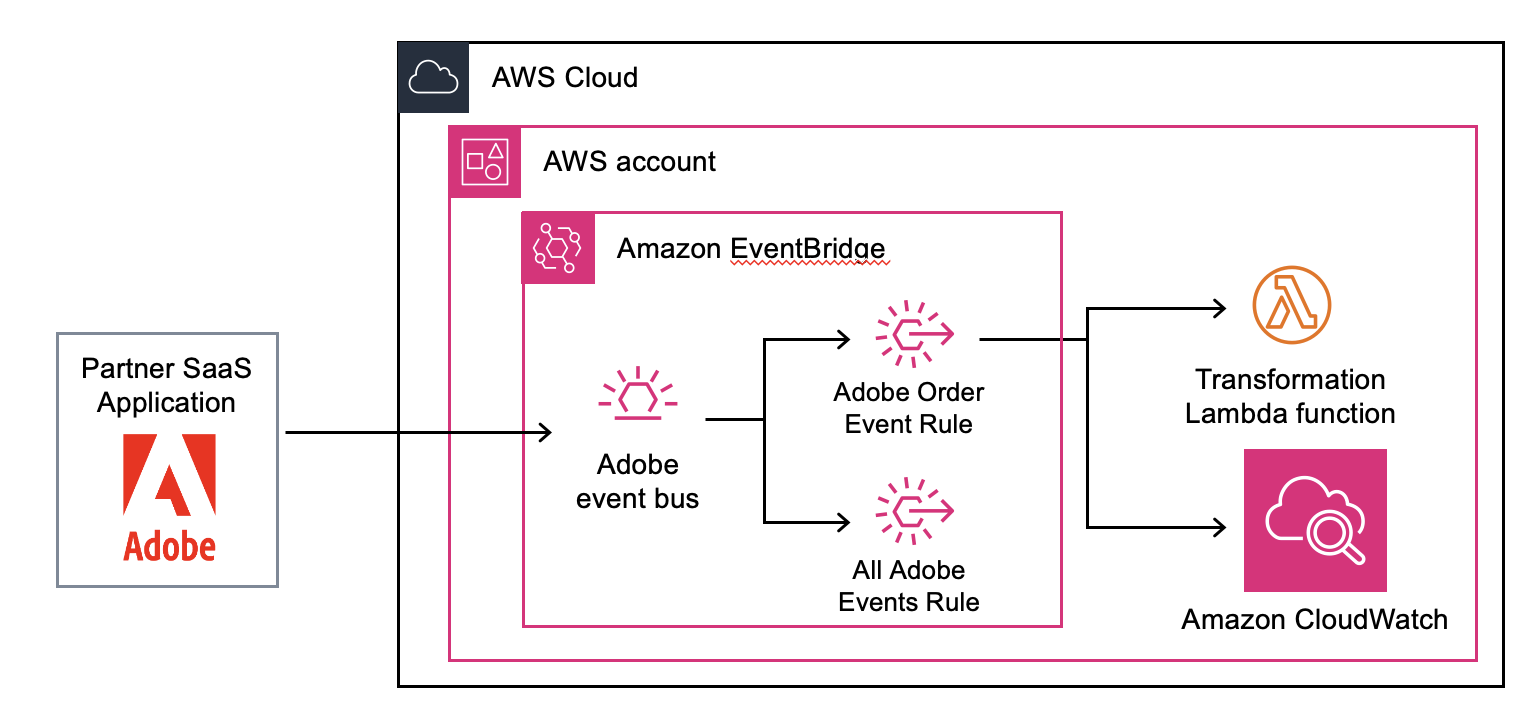 AWS Cloud
AWS account
Amazon EventBridge
Partner SaaS
Application
Adobe
Adobe
event bus
Adobe Order
Event Rule
All Adobe
Events Rule
Transformation
Lambda function
Amazon CloudWatch